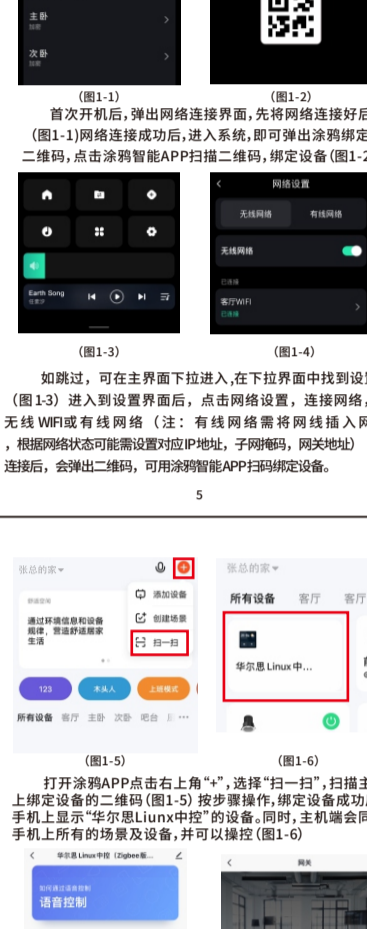 主卧
加密
次卧
加密
(图1-1)
(图1-2)
首次开机后，弹出网络连接界面,先将网络连接好后
(图1-1)网络连接成功后,进入系统,即可弹出涂鸦绑定
二维码,点击涂鸦智能APP扫描二维码,绑定设备(图1-2
网络设置
无线网络
有线网络
无线网络
已连接
客厅WIFI
已连接
Earth Song
(图1-3)
(图1-4)
如跳过，可在主界面下拉进入,在下拉界面中找到设
（图1-3）进入到设置界面后，点击网络设置，连接网络，
无线WIFI或有线网络（注：有线网络需将网线插入网
，根据网络状态可能需设置对应IP地址，子网掩码，网关地址）
连接后，会弹出二维码，可用涂鸦智能APP扫码绑定设备。
5
张总的家
添加设备
创建场景
扫一扫
舒适空间
通过环境信息和设备
规律，营造舒适居家
生活
123
木头人
上班模式
所有设备 客厅 主卧 次卧 吧台
张总的家
所有设备 客厅 客厅
华尔思 Linux 中...
(图1-5)
(图1-6)
打开涂鸦APP点击右上角“+”,选择“扫一扫”,扫描主
上绑定设备的二维码(图1-5) 按步骤操作,绑定设备成功
手机上显示“华尔思Liunx中控”的设备。同时,主机端会同
手机上所有的场景及设备,并可以操控(图1-6)
华尔思Linux中控（Zigbee版...
如何通过语音控制
语音控制
网关